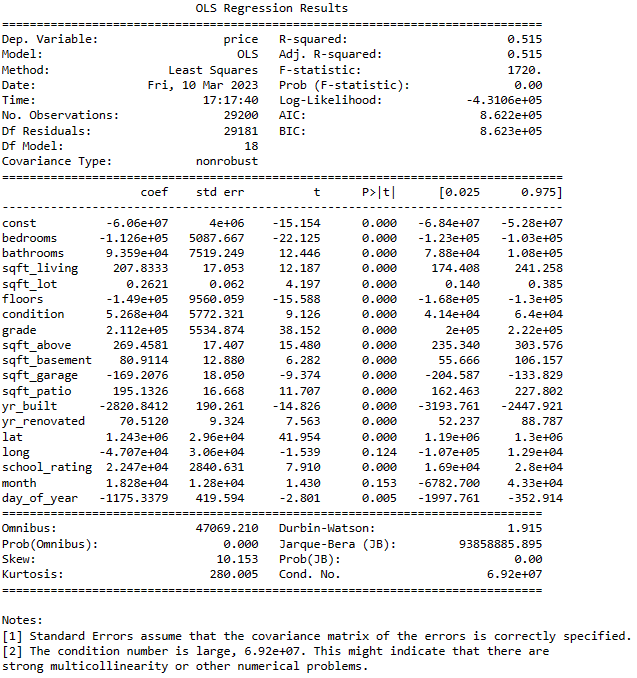 OLS Regression Results
==============================================================================
Dep. Variable: price R-squared: 0.515
Model: OLS Adj. R-squared: 0.515
Method: Least Squares F-statistic: 1720.
Date: Fri, 10 Mar 2023 Prob (F-statistic): 0.00
Time: 17:17:40 Log-Likelihood: -4.3106e+05
No. Observations: 29200 AIC: 8.622e+05
Df Residuals: 29181 BIC: 8.623e+05
Df Model: 18
Covariance Type: nonrobust
=================================================================================
coef std err t P>|t| [0.025 0.975]
---------------------------------------------------------------------------------
const -6.06e+07 4e+06 -15.154 0.000 -6.84e+07 -5.28e+07
bedrooms -1.126e+05 5087.667 -22.125 0.000 -1.23e+05 -1.03e+05
bathrooms 9.359e+04 7519.249 12.446 0.000 7.88e+04 1.08e+05
sqft_living 207.8333 17.053 12.187 0.000 174.408 241.258
sqft_lot 0.2621 0.062 4.197 0.000 0.140 0.385
floors -1.49e+05 9560.059 -15.588 0.000 -1.68e+05 -1.3e+05
condition 5.268e+04 5772.321 9.126 0.000 4.14e+04 6.4e+04
grade 2.112e+05 5534.874 38.152 0.000 2e+05 2.22e+05
sqft_above 269.4581 17.407 15.480 0.000 235.340 303.576
sqft_basement 80.9114 12.880 6.282 0.000 55.666 106.157
sqft_garage -169.2076 18.050 -9.374 0.000 -204.587 -133.829
sqft_patio 195.1326 16.668 11.707 0.000 162.463 227.802
yr_built -2820.8412 190.261 -14.826 0.000 -3193.761 -2447.921
yr_renovated 70.5120 9.324 7.563 0.000 52.237 88.787
lat 1.243e+06 2.96e+04 41.954 0.000 1.19e+06 1.3e+06
long -4.707e+04 3.06e+04 -1.539 0.124 -1.07e+05 1.29e+04
school_rating 2.247e+04 2840.631 7.910 0.000 1.69e+04 2.8e+04
month 1.828e+04 1.28e+04 1.430 0.153 -6782.700 4.33e+04
day_of_year -1175.3379 419.594 -2.801 0.005 -1997.761 -352.914
==============================================================================
Omnibus: 47069.210 Durbin-Watson: 1.915
Prob(Omnibus): 0.000 Jarque-Bera (JB): 93858885.895
Skew: 10.153 Prob(JB): 0.00
Kurtosis: 280.005 Cond. No. 6.92e+07
==============================================================================
Notes:
[1] Standard Errors assume that the covariance matrix of the errors is correctly specified.
[2] The condition number is large, 6.92e+07. This might indicate that there are
strong multicollinearity or other numerical problems.